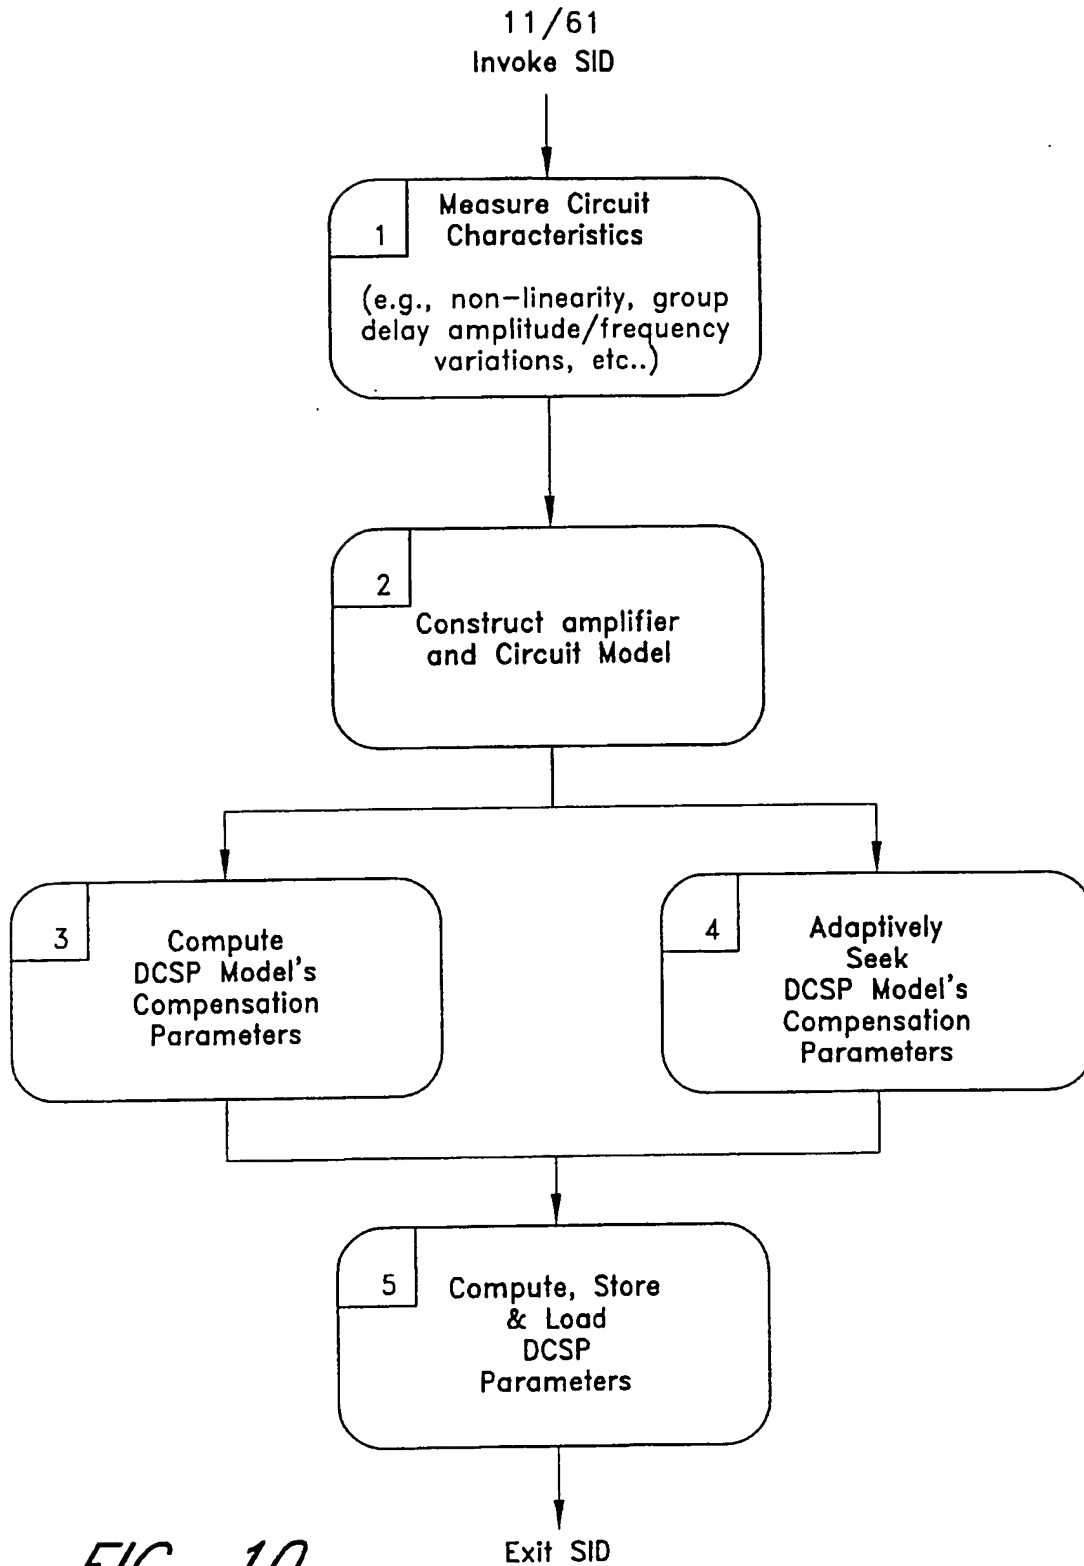 11/61
Invoke SID
1
Measure Circuit
Characteristics
(e.g., non-linearity, group
delay amplitude/frequency
variations, etc..)
2
Construct amplifier
and Circuit Model
3
Compute
DCSP Model's
Compensation
Parameters
4
Adaptively
Seek
DCSP Model's
Compensation
Parameters
5
Compute, Store
& Load
DCSP
Parameters
Exit SID
FIG. 10